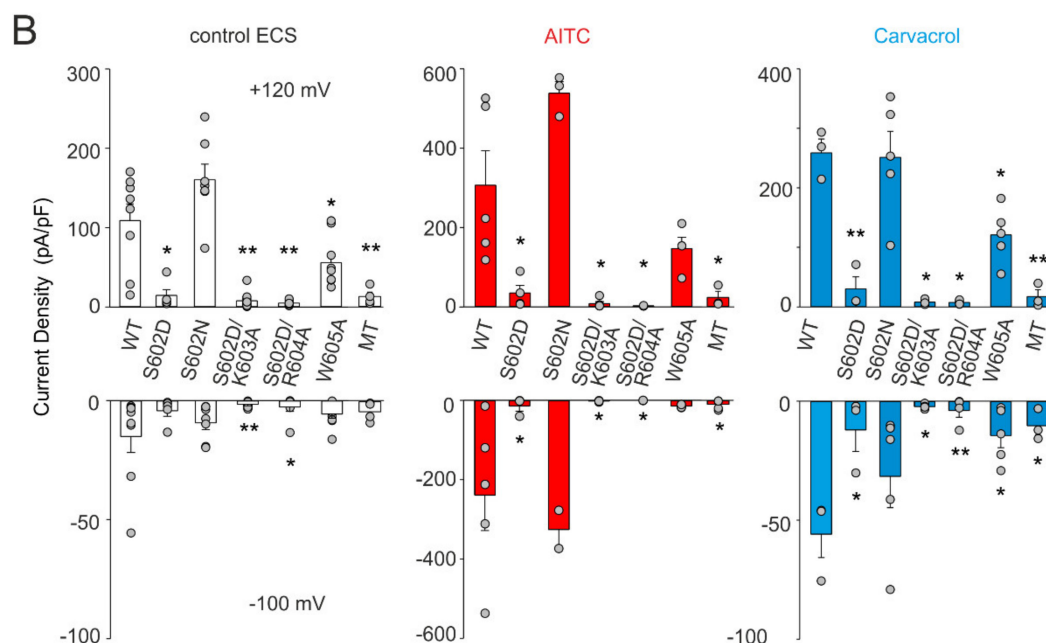 B
control ECS
AITC
Carvacrol
Current Density (pA/pF)
300
200
100
0
+120 mV
*
**
**
*
**
WT
S602D
S602N
S602D/
K603A
S602D/
R604A
W605A
MT
0
-50
-100
**
*
-100 mV
600
400
200
0
*
*
*
*
WT
S602D
S602N
S602D/
K603A
S602D/
R604A
W605A
MT
0
-200
-400
-600
*
*
*
*
400
200
0
**
*
*
*
**
WT
S602D
S602N
S602D/
K603A
S602D/
R604A
W605A
MT
0
-50
-100
*
*
**
*
*